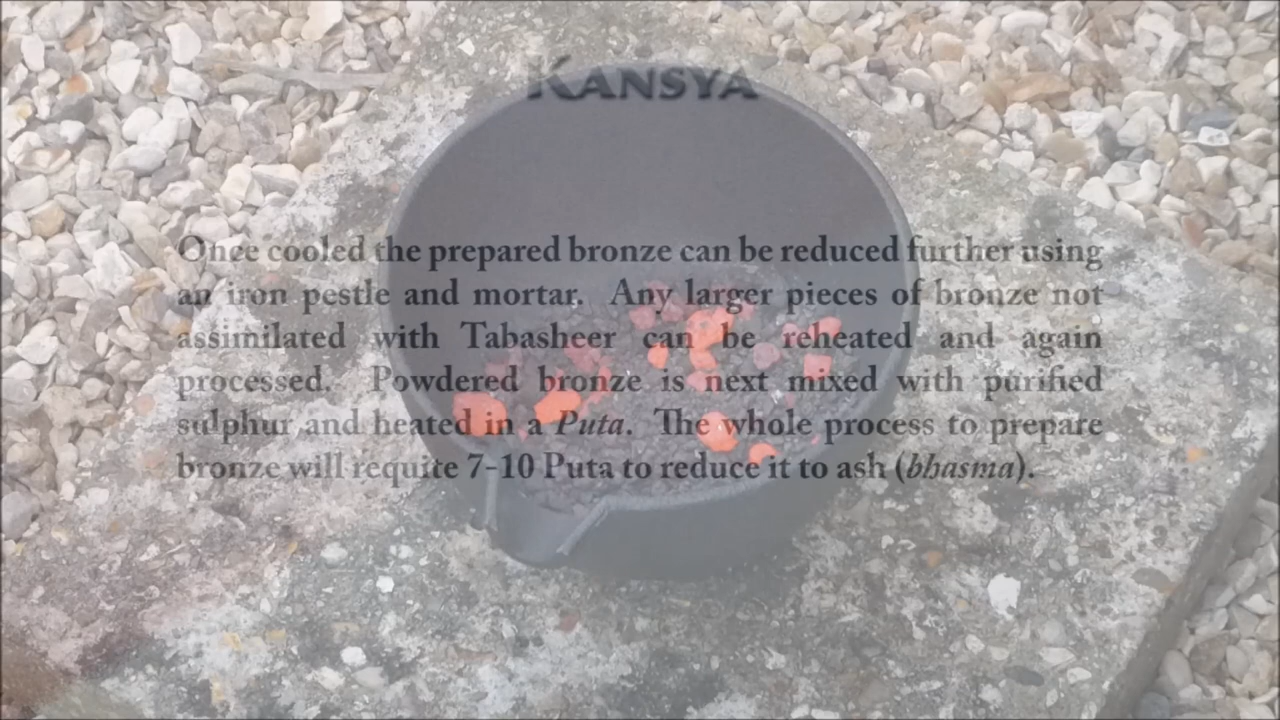 KANSYA
Once cooled the prepared bronze can be reduced further using
an iron pestle and mortar. Any larger pieces of bronze not
assimilated with Tabasheer can be reheated and again
processed. Powdered bronze is next mixed with purified
sulphur and heated in a Puta. The whole process to prepare
bronze will requite 7-10 Puta to reduce it to ash (bhasma).